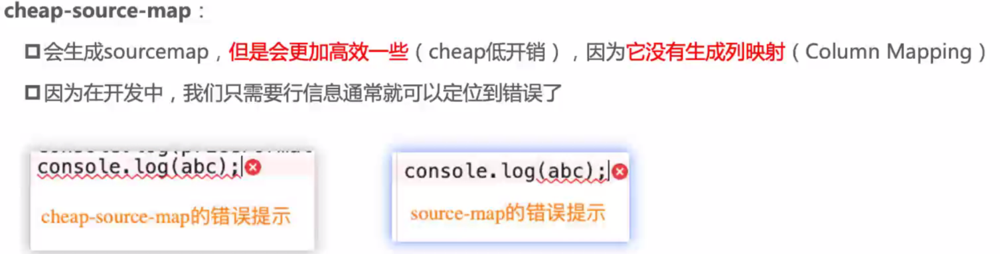 cheap-source-map：
会生成sourcemap，但是会更加高效一些（cheap低开销），因为它没有生成列映射（Column Mapping）
因为在开发中，我们只需要行信息通常就可以定位到错误了
console.log(abc);
cheap-source-map的错误提示
console.log(abc);
source-map的错误提示